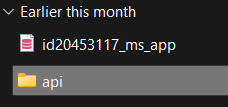 Earlier this month
id20453117_ms_app
api